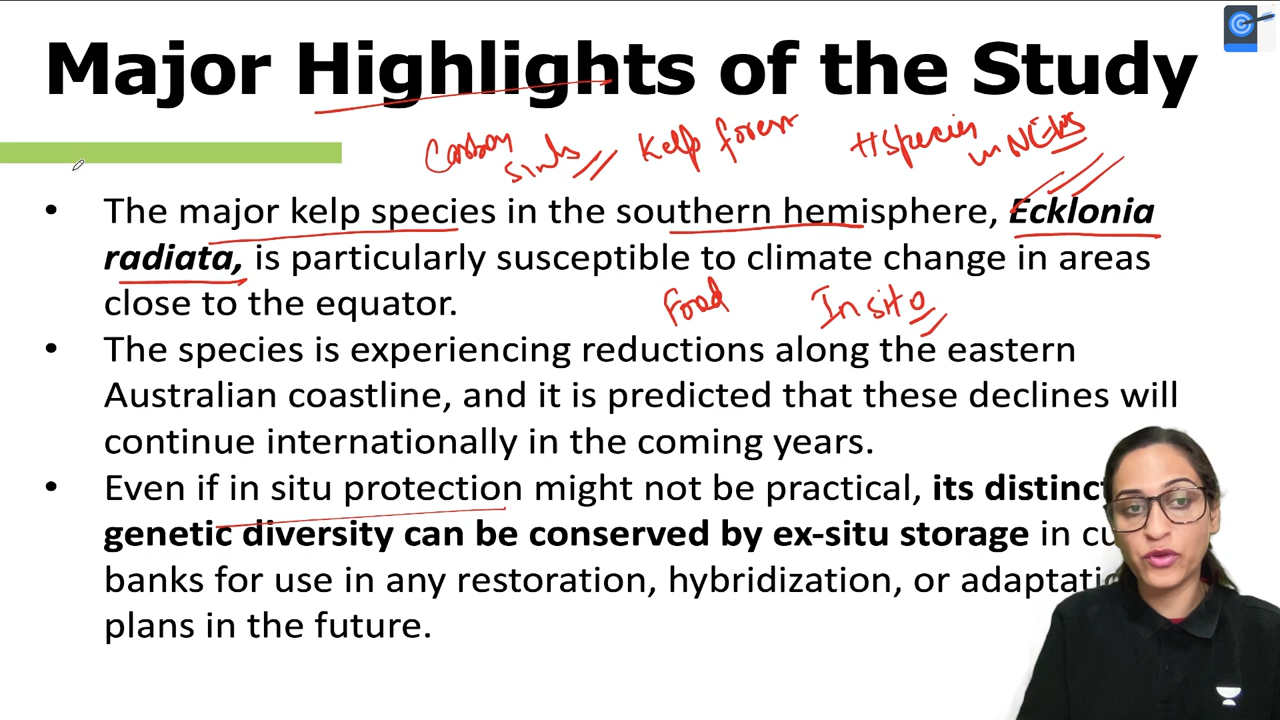 Major Highlights of the Study
Carbon Sinks Kelp forest #Species in NEWS
• The major kelp species in the southern hemisphere, Ecklonia
radiata, is particularly susceptible to climate change in areas
close to the equator.
Food In situ
• The species is experiencing reductions along the eastern
Australian coastline, and it is predicted that these declines will
continue internationally in the coming years.
• Even if in situ protection might not be practical, its distinct
genetic diversity can be conserved by ex-situ storage in
banks for use in any restoration, hybridization, or
plans in the future.